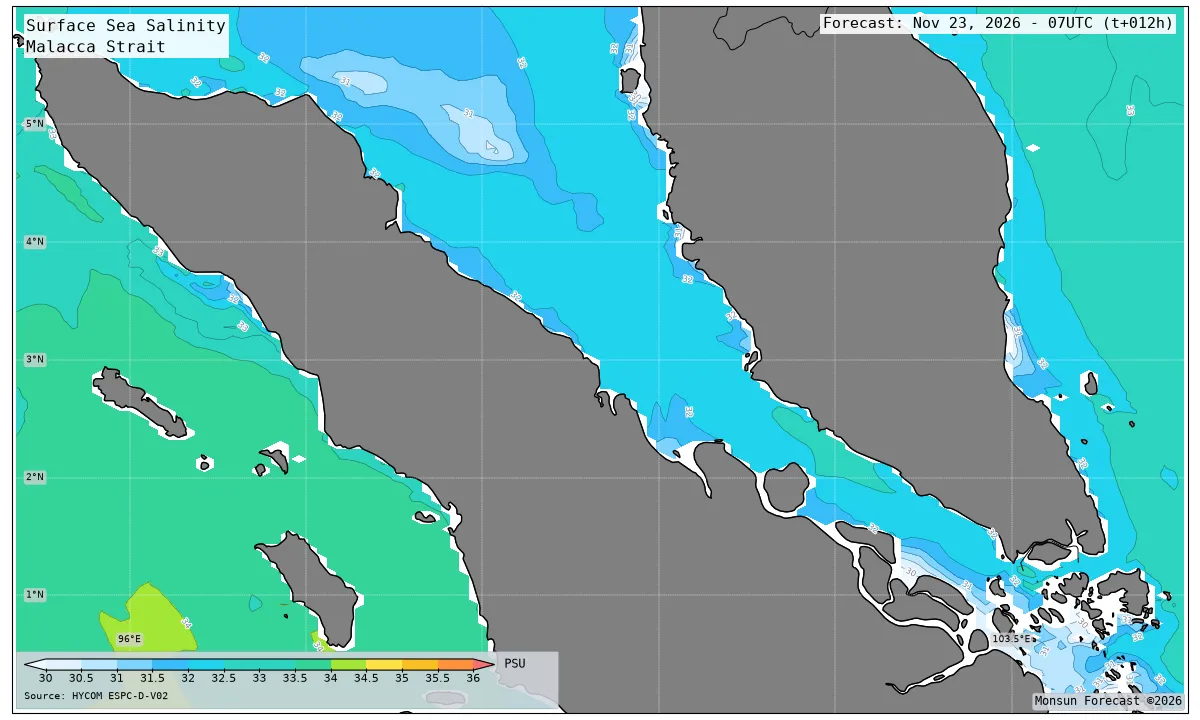 Surface Sea Salinity
Malacca Strait
Forecast: Nov 23, 2026 - 07UTC (t+012h)
5°N
4°N
3°N
2°N
1°N
96°E
103.5°E
30 30.5 31 31.5 32 32.5 33 33.5 34 34.5 35 35.5 36
PSU
Source: HYCOM ESPC-D-V02
Monsun Forecast ©2026